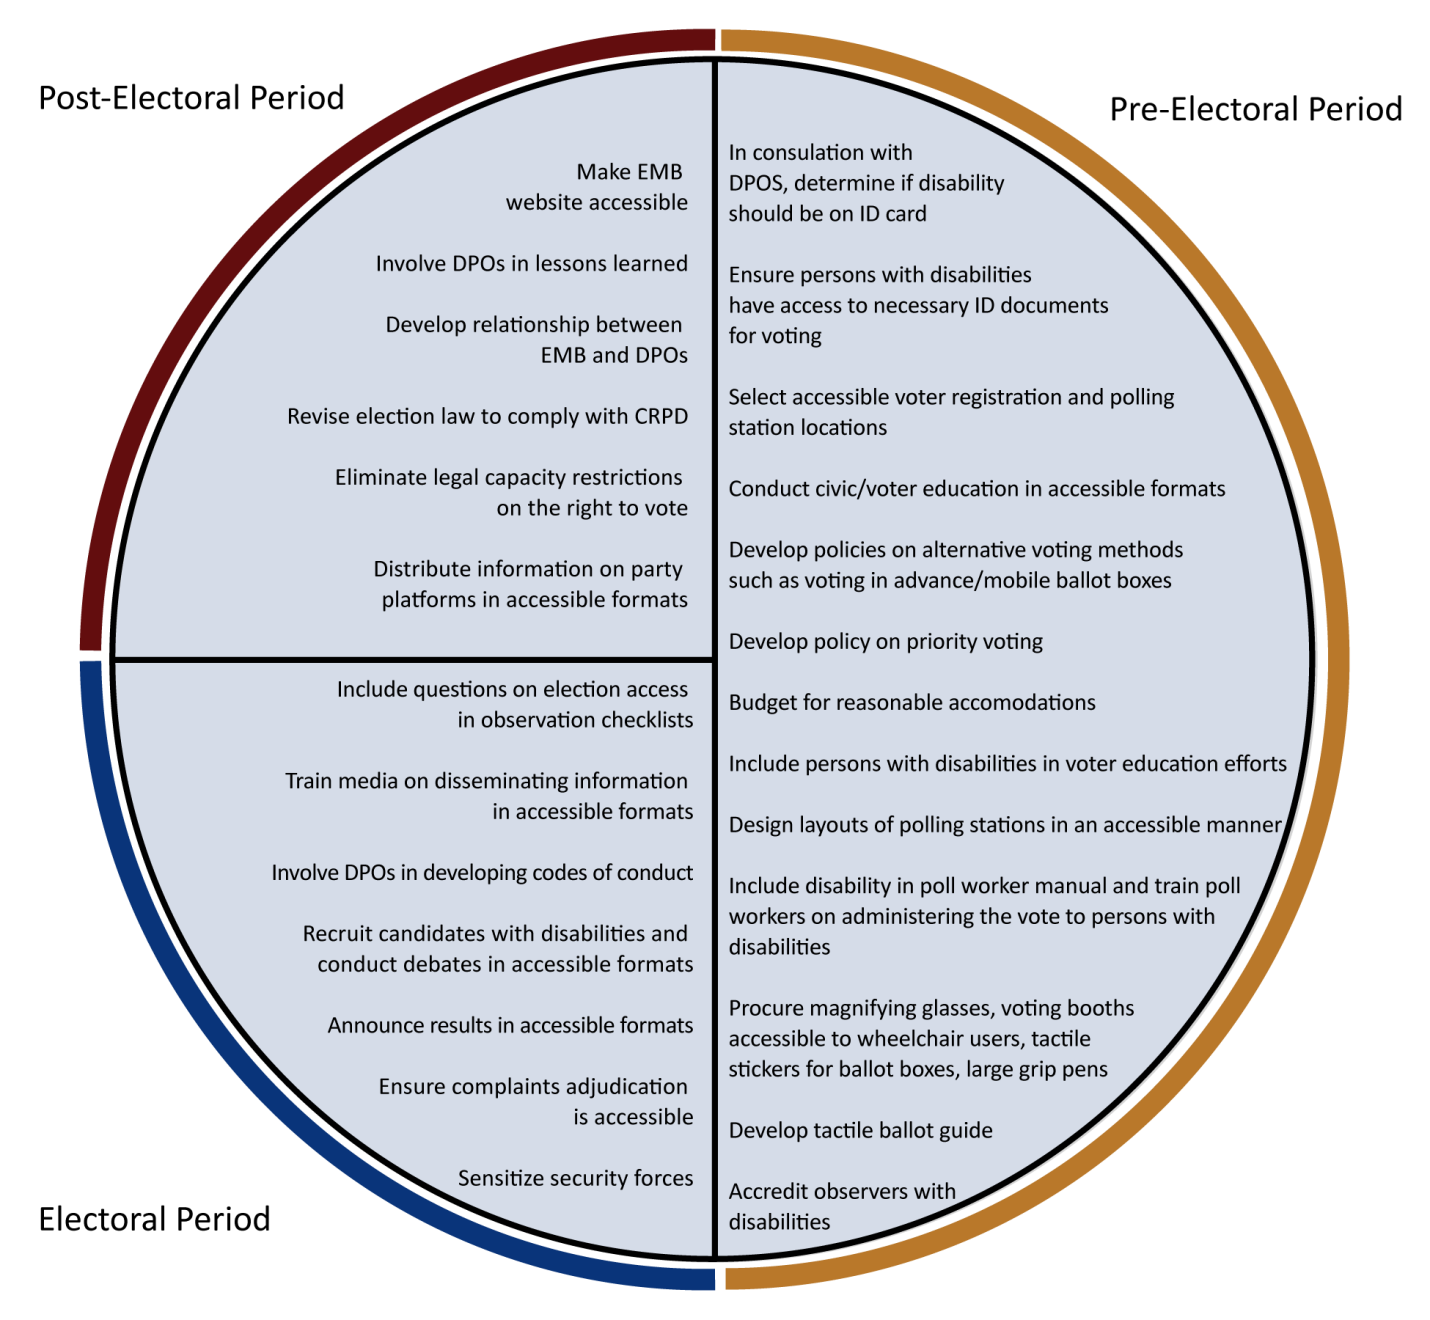 Post-Electoral Period
Make EMB
website accessible
Involve DPOs in lessons learned
Develop relationship between
EMB and DPOs
Revise election law to comply with CRPD
Eliminate legal capacity restrictions
on the right to vote
Distribute information on party
platforms in accessible formats
Pre-Electoral Period
In consulation with
DPOS, determine if disability
should be on ID card
Ensure persons with disabilities
have access to necessary ID documents
for voting
Select accessible voter registration and polling
station locations
Conduct civic/voter education in accessible formats
Develop policies on alternative voting methods
such as voting in advance/mobile ballot boxes
Develop policy on priority voting
Budget for reasonable accomodations
Include persons with disabilities in voter education efforts
Design layouts of polling stations in an accessible manner
Include disability in poll worker manual and train poll
workers on administering the vote to persons with
disabilities
Procure magnifying glasses, voting booths
accessible to wheelchair users, tactile
stickers for ballot boxes, large grip pens
Develop tactile ballot guide
Accredit observers with
disabilities
Include questions on election access
in observation checklists
Train media on disseminating information
in accessible formats
Involve DPOs in developing codes of conduct
Recruit candidates with disabilities and
conduct debates in accessible formats
Announce results in accessible formats
Ensure complaints adjudication
is accessible
Sensitize security forces
Electoral Period